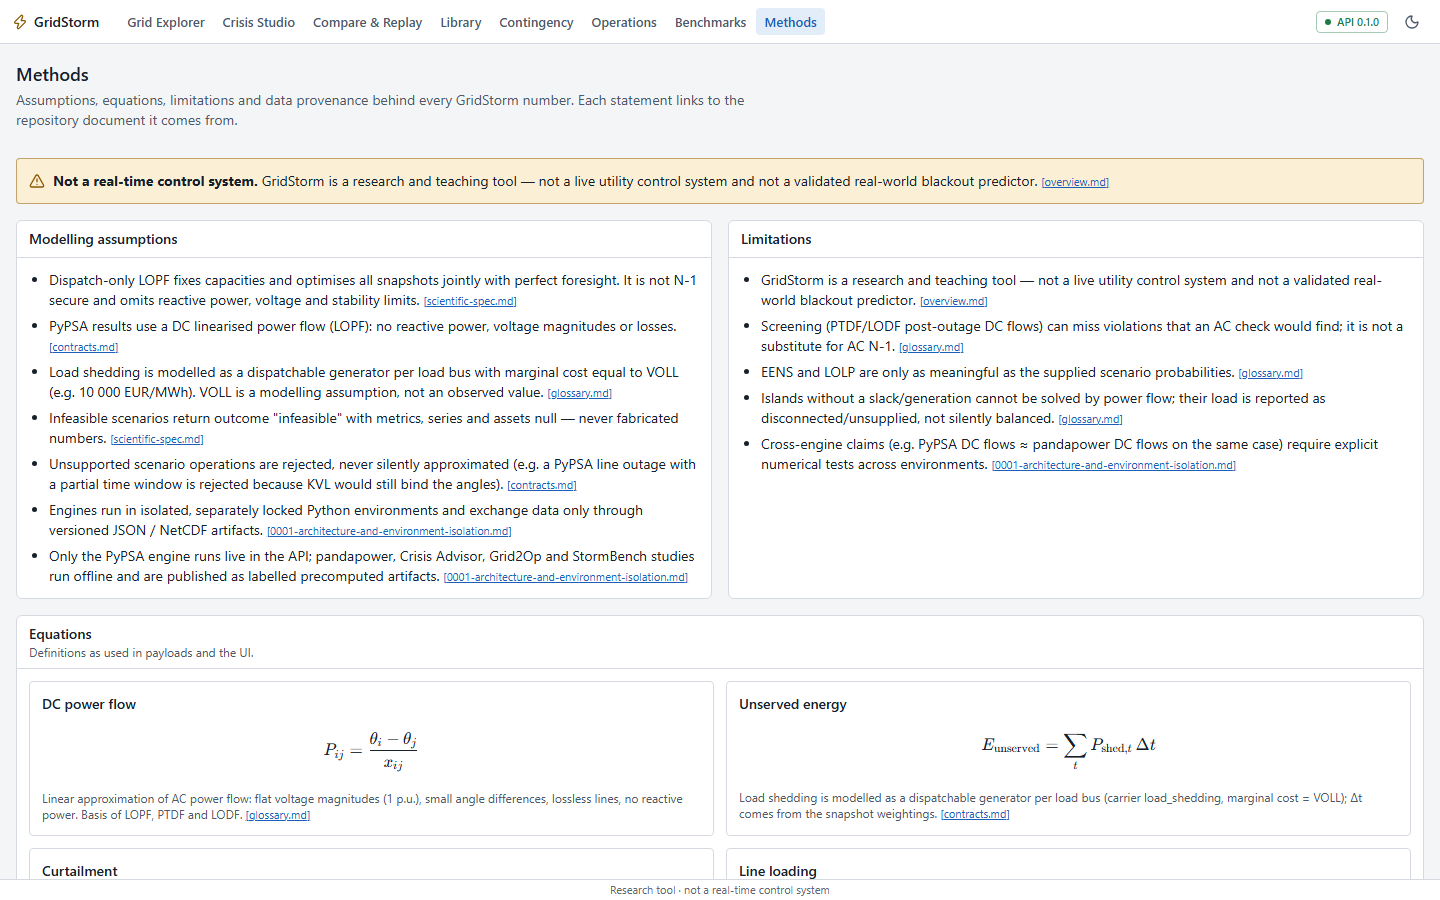 GridStorm
Grid Explorer
Crisis Studio
Compare & Replay
Library
Contingency
Operations
Benchmarks
Methods
API 0.1.0
Methods
Assumptions, equations, limitations and data provenance behind every GridStorm number. Each statement links to the
repository document it comes from.
Not a real-time control system. GridStorm is a research and teaching tool — not a live utility control system and not a validated real-world blackout predictor. [overview.md]
Modelling assumptions
• Dispatch-only LOPF fixes capacities and optimises all snapshots jointly with perfect foresight. It is not N-1
secure and omits reactive power, voltage and stability limits. [scientific-spec.md]
• PyPSA results use a DC linearised power flow (LOPF): no reactive power, voltage magnitudes or losses.
[contracts.md]
• Load shedding is modelled as a dispatchable generator per load bus with marginal cost equal to VOLL
(e.g. 10 000 EUR/MWh). VOLL is a modelling assumption, not an observed value. [glossary.md]
• Infeasible scenarios return outcome "infeasible" with metrics, series and assets null — never fabricated
numbers. [scientific-spec.md]
• Unsupported scenario operations are rejected, never silently approximated (e.g. a PyPSA line outage with
a partial time window is rejected because KVL would still bind the angles). [contracts.md]
• Engines run in isolated, separately locked Python environments and exchange data only through
versioned JSON / NetCDF artifacts. [0001-architecture-and-environment-isolation.md]
• Only the PyPSA engine runs live in the API; pandapower, Crisis Advisor, Grid2Op and StormBench studies
run offline and are published as labelled precomputed artifacts. [0001-architecture-and-environment-isolation.md]
Limitations
• GridStorm is a research and teaching tool — not a live utility control system and not a validated real-
world blackout predictor. [overview.md]
• Screening (PTDF/LODF post-outage DC flows) can miss violations that an AC check would find; it is not a
substitute for AC N-1. [glossary.md]
• EENS and LOLP are only as meaningful as the supplied scenario probabilities. [glossary.md]
• Islands without a slack/generation cannot be solved by power flow; their load is reported as
disconnected/unsupplied, not silently balanced. [glossary.md]
• Cross-engine claims (e.g. PyPSA DC flows ≈ pandapower DC flows on the same case) require explicit
numerical tests across environments. [0001-architecture-and-environment-isolation.md]
Equations
Definitions as used in payloads and the UI.
DC power flow
P_ij = (θ_i − θ_j) / x_ij
Linear approximation of AC power flow: flat voltage magnitudes (1 p.u.), small angle differences, lossless lines, no reactive
power. Basis of LOPF, PTDF and LODF. [glossary.md]
Unserved energy
E_unserved = ∑_t P_shed,t Δt
Load shedding is modelled as a dispatchable generator per load bus (carrier load_shedding, marginal cost = VOLL); Δt
comes from the snapshot weightings. [contracts.md]
Curtailment
Line loading
Research tool · not a real-time control system